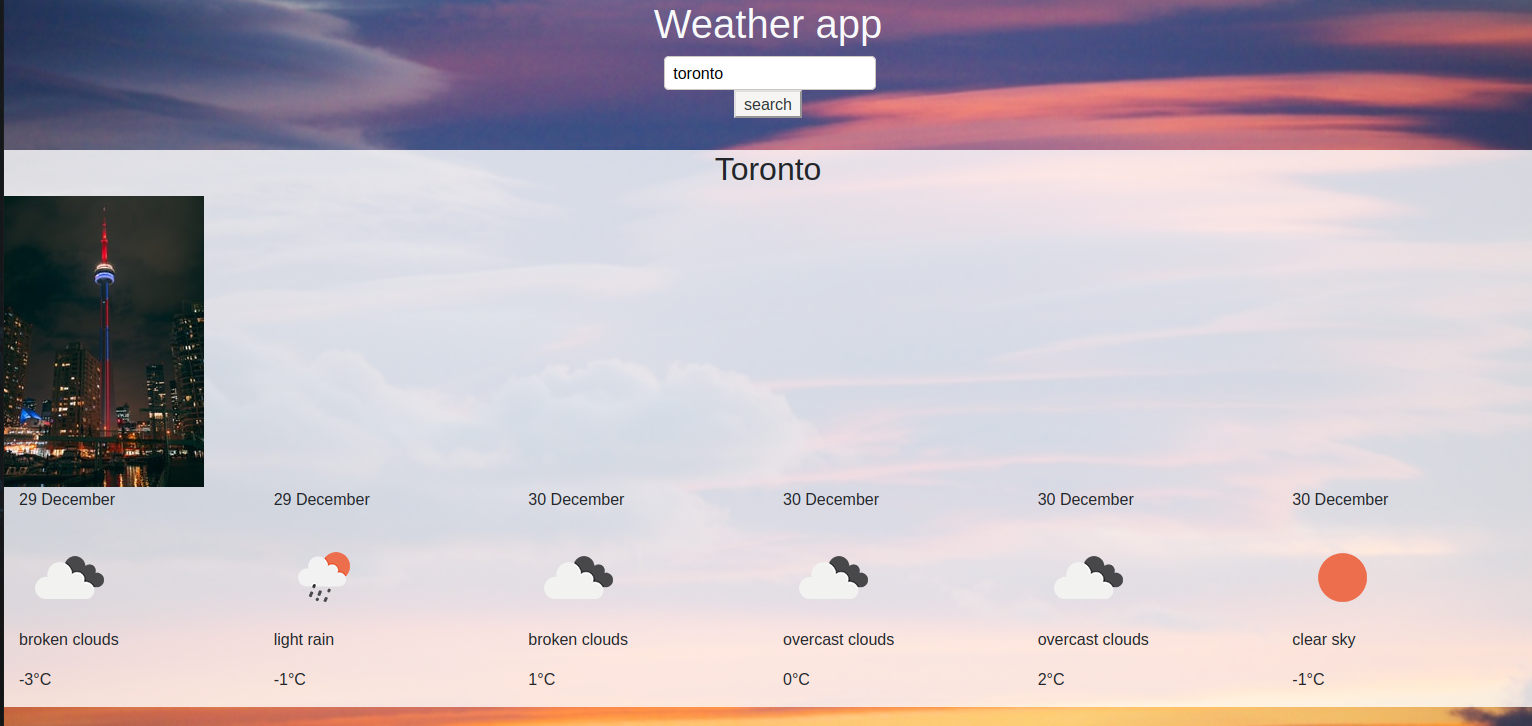 Weather app
toronto
search
Toronto
29 December 29 December 30 December 30 December 30 December 30 December
broken clouds light rain broken clouds overcast clouds overcast clouds clear sky
-3°C -1°C 1°C 0°C 2°C -1°C